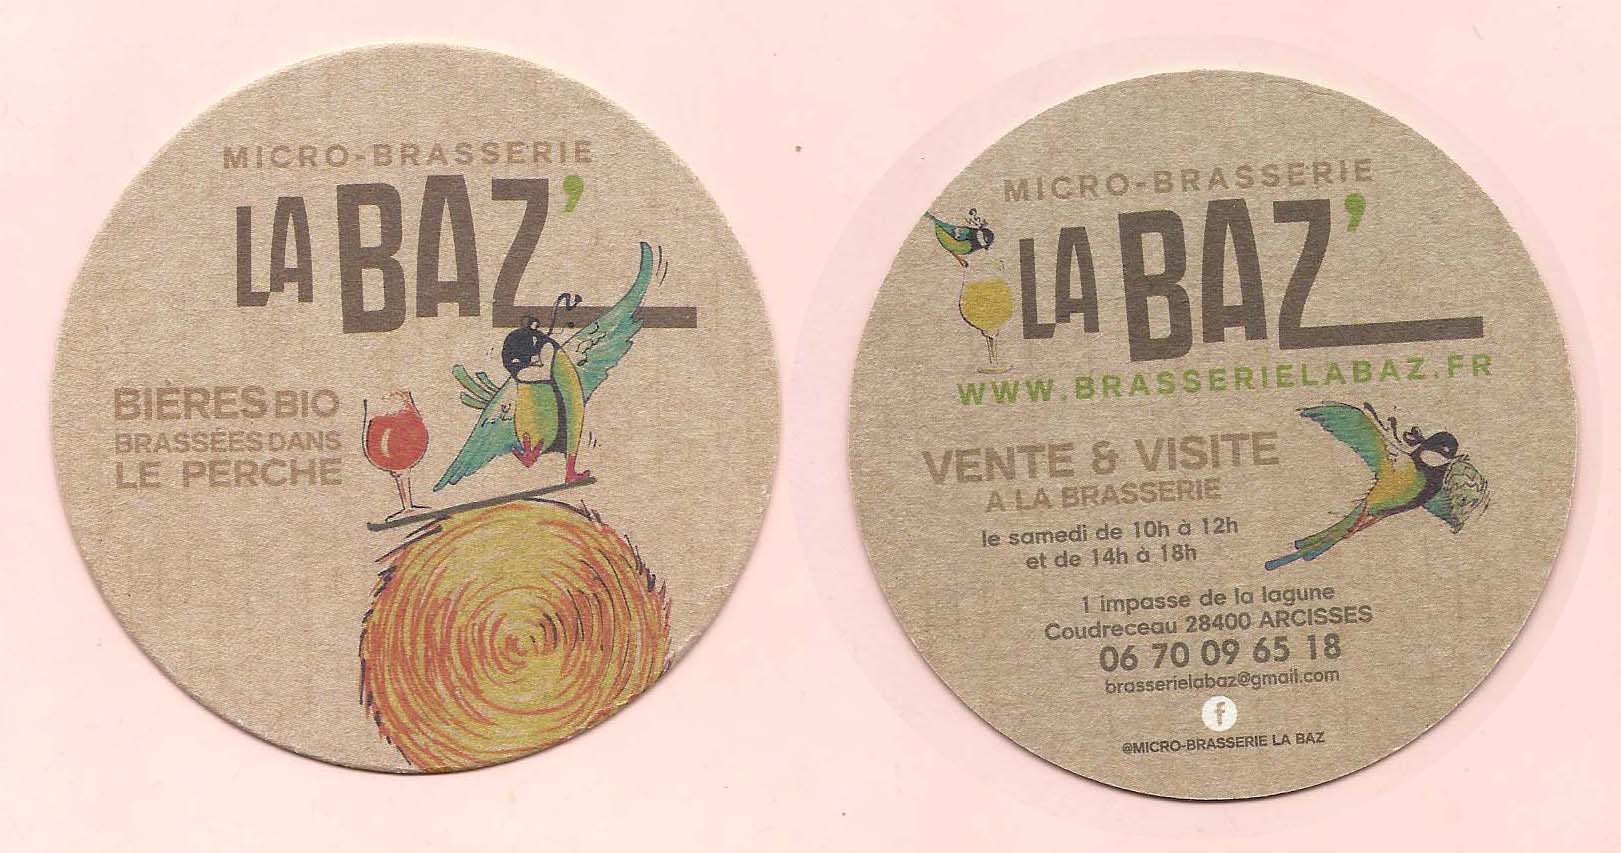 MICRO-BRASSERIE
LA BAZ'
BIÈRES BIO
BRASSÉES DANS
LE PERCHE
MICRO-BRASSERIE
LA BAZ'
WWW.BRASSERIELABAZ.FR
VENTE & VISITE
A LA BRASSERIE
le samedi de 10h à 12h
et de 14h à 18h
1 impasse de la lagune
Coudreceau 28400 ARCISSES
06 70 09 65 18
brasserielabaz@gmail.com
f
@MICRO-BRASSERIE LA BAZ